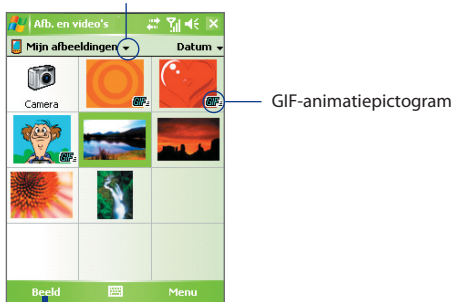 Afb. en video's
Mijn afbeeldingen Datum
Camera GIF GIF
GIF-animatiepictogram
GIF
Beeld Menu